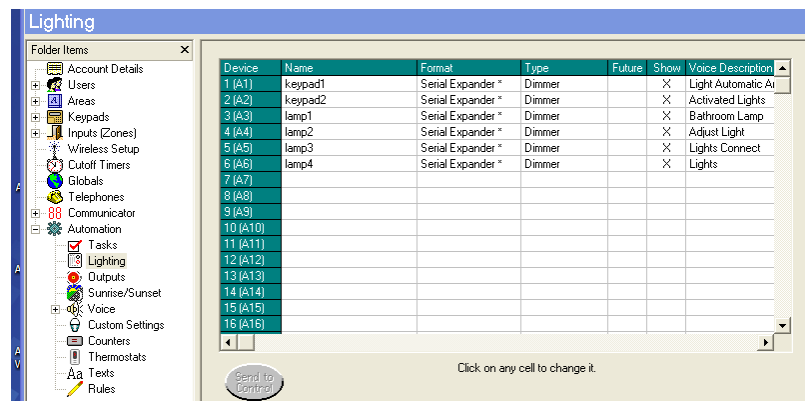 Lighting
Folder Items
Account Details
Users
Areas
Keypads
Inputs (Zones)
Wireless Setup
Cutoff Timers
Globals
Telephones
88 Communicator
Automation
Tasks
Lighting
Outputs
Sunrise/Sunset
Voice
Custom Settings
Counters
Thermostats
Aa Texts
Rules
Device Name Format Type Future Show Voice Description
1 (A1) keypad1 Serial Expander * Dimmer X Light Automatic
2 (A2) keypad2 Serial Expander * Dimmer X Activated Lights
3 (A3) lamp1 Serial Expander * Dimmer X Bathroom Lamp
4 (A4) lamp2 Serial Expander * Dimmer X Adjust Light
5 (A5) lamp3 Serial Expander * Dimmer X Lights Connect
6 (A6) lamp4 Serial Expander * Dimmer X Lights
7 (A7)
8 (A8)
9 (A9)
10 (A10)
11 (A11)
12 (A12)
13 (A13)
14 (A14)
15 (A15)
16 (A16)
Send to
Control
Click on any cell to change it.